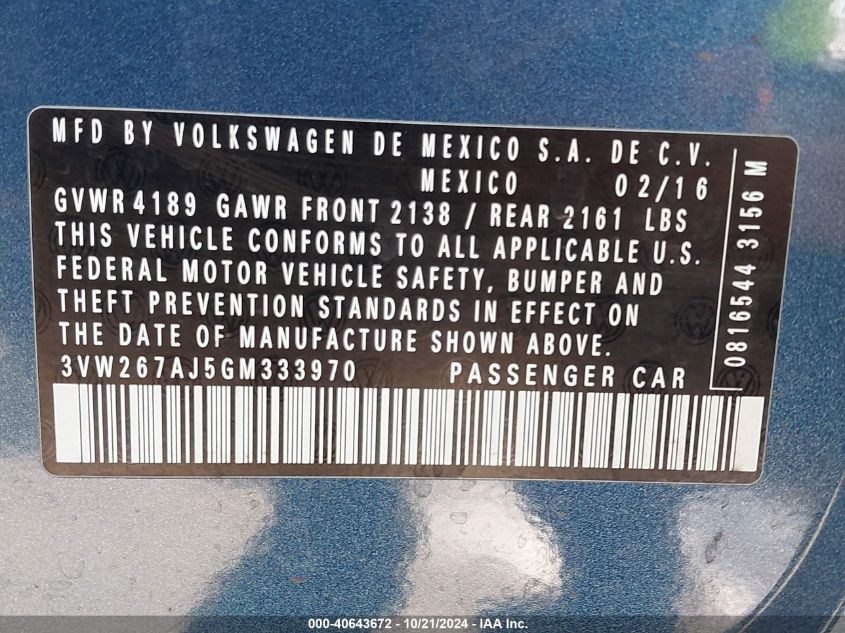 MFD BY VOLKSWAGEN DE MEXICO S.A. DE C.V.
MEXICO 02/16
GVWR 4189 GAWR FRONT 2138 / REAR 2161 LBS
THIS VEHICLE CONFORMS TO ALL APPLICABLE U.S.
FEDERAL MOTOR VEHICLE SAFETY, BUMPER AND
THEFT PREVENTION STANDARDS IN EFFECT ON
THE DATE OF MANUFACTURE SHOWN ABOVE.
3VW267AJ5GM333970 PASSENGER CAR
0816544 3156 M
000-40643672 / 10/21/2024 - IAA Inc.